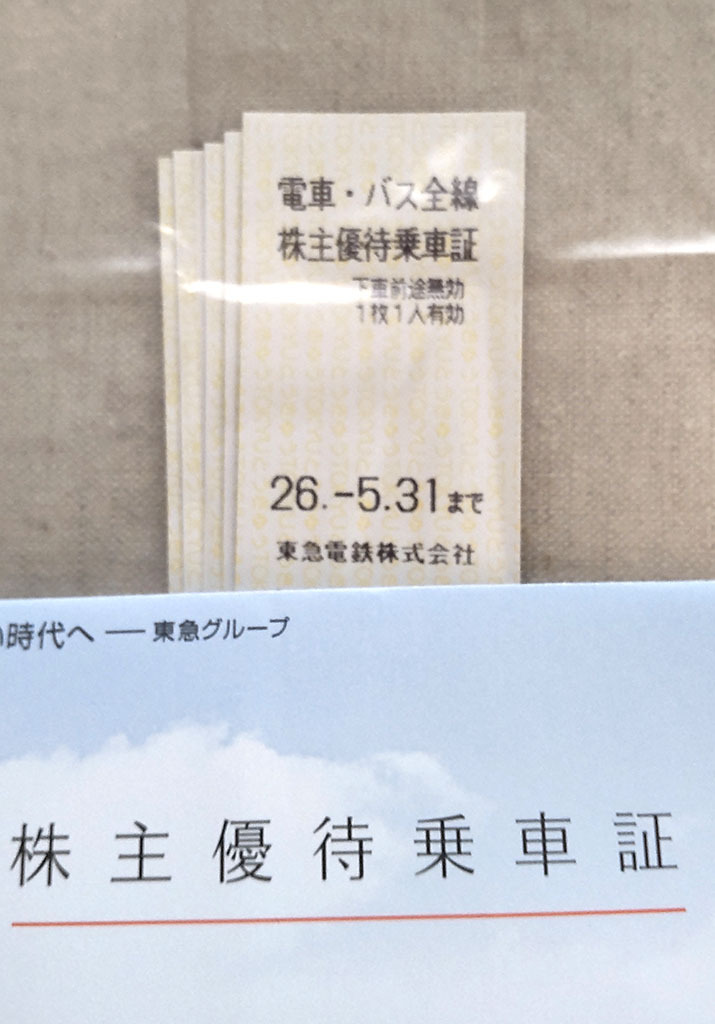 電車・バス全線
株主優待乗車証
下車前途無効
1枚1人有効
26.-5.31まで
東急電鉄株式会社
時代へ ── 東急グループ
株主優待乗車証